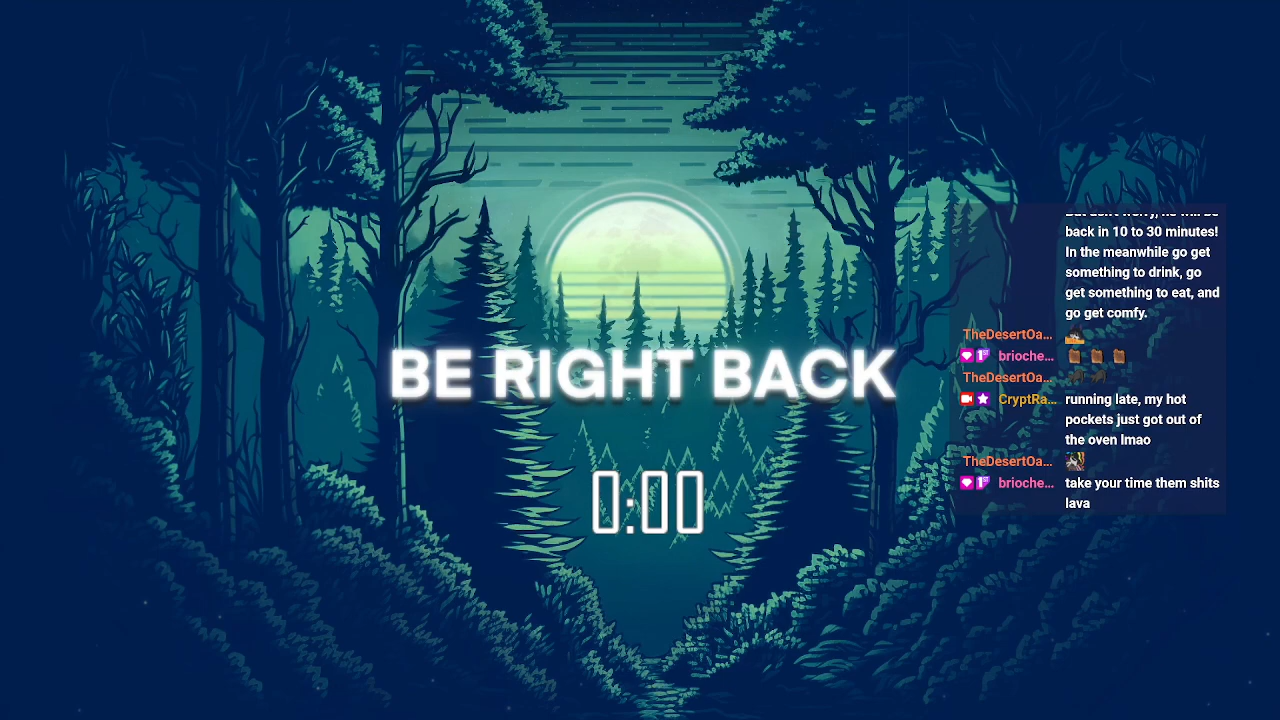 back in 10 to 30 minutes!
In the meanwhile go get
something to drink, go
get something to eat, and
go get comfy.
TheDesertOa...
brioche...
TheDesertOa...
CryptRa... running late, my hot
pockets just got out of
the oven lmao
TheDesertOa...
brioche... take your time them shits
lava
BE RIGHT BACK
0:00